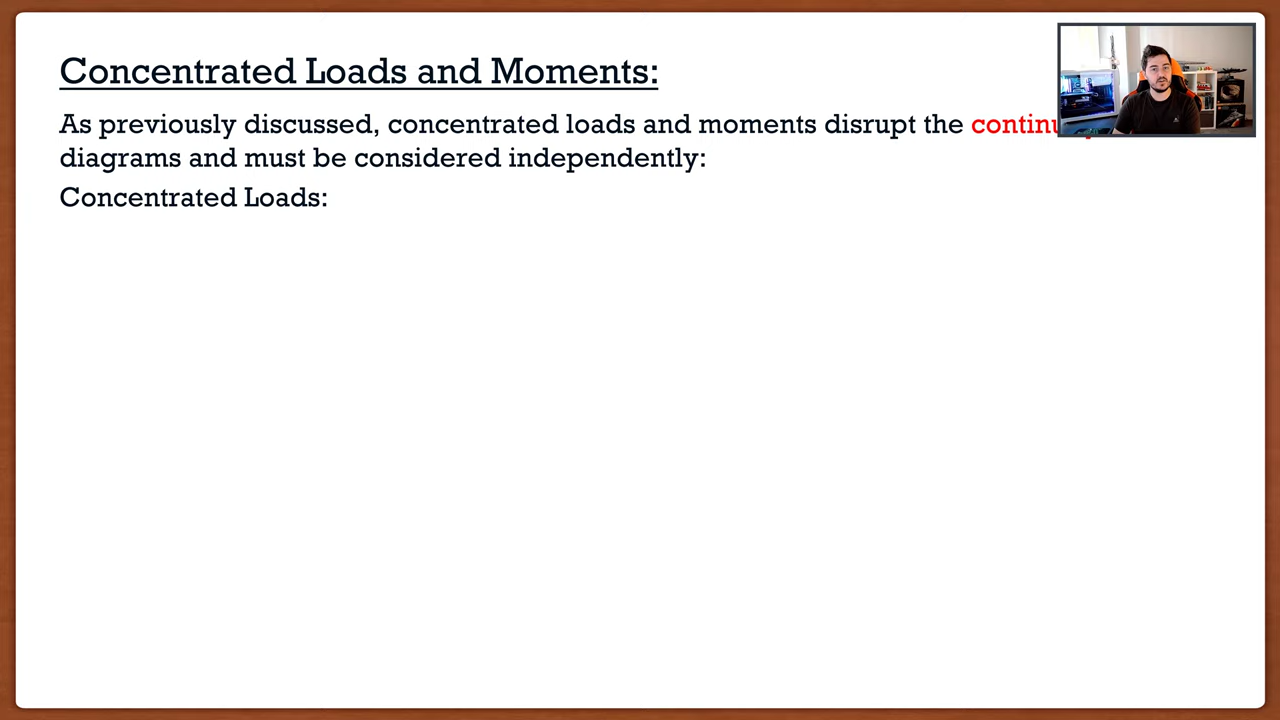 Concentrated Loads and Moments:
As previously discussed, concentrated loads and moments disrupt the
diagrams and must be considered independently:
Concentrated Loads: